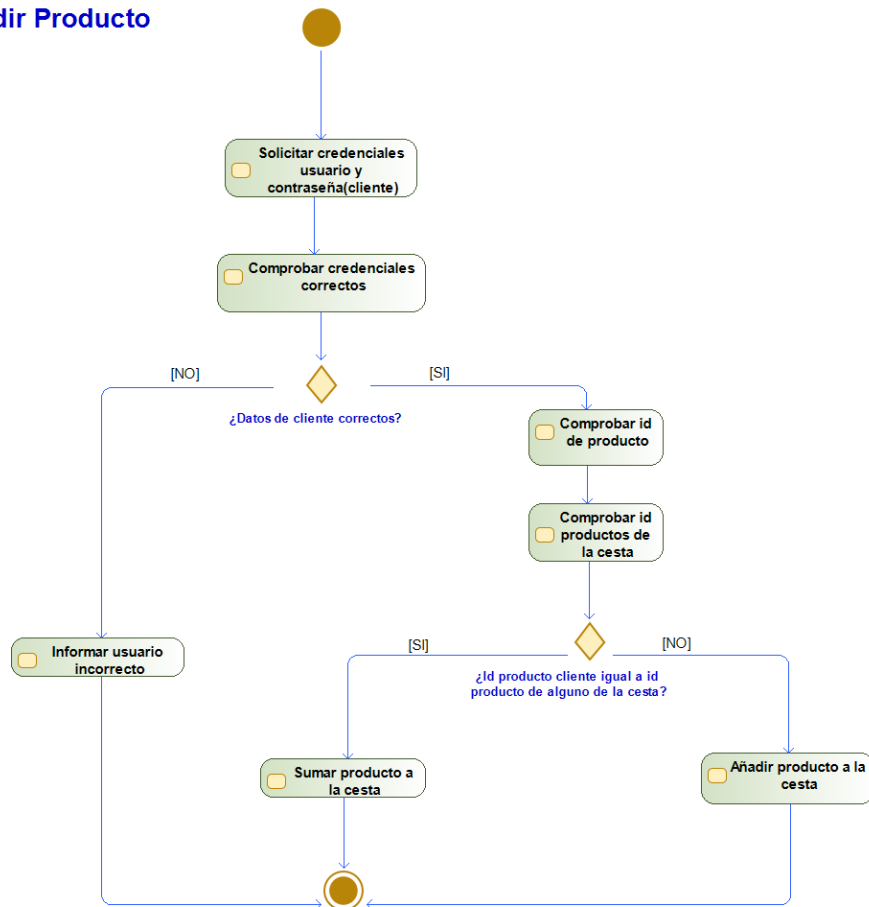 dir Producto
Solicitar credenciales
usuario y
contraseña(cliente)
Comprobar credenciales
correctos
[NO]
[SI]
¿Datos de cliente correctos?
Comprobar id
de producto
Comprobar id
productos de
la cesta
[SI]
[NO]
¿Id producto cliente igual a id
producto de alguno de la cesta?
Informar usuario
incorrecto
Sumar producto a
la cesta
Añadir producto a la
cesta